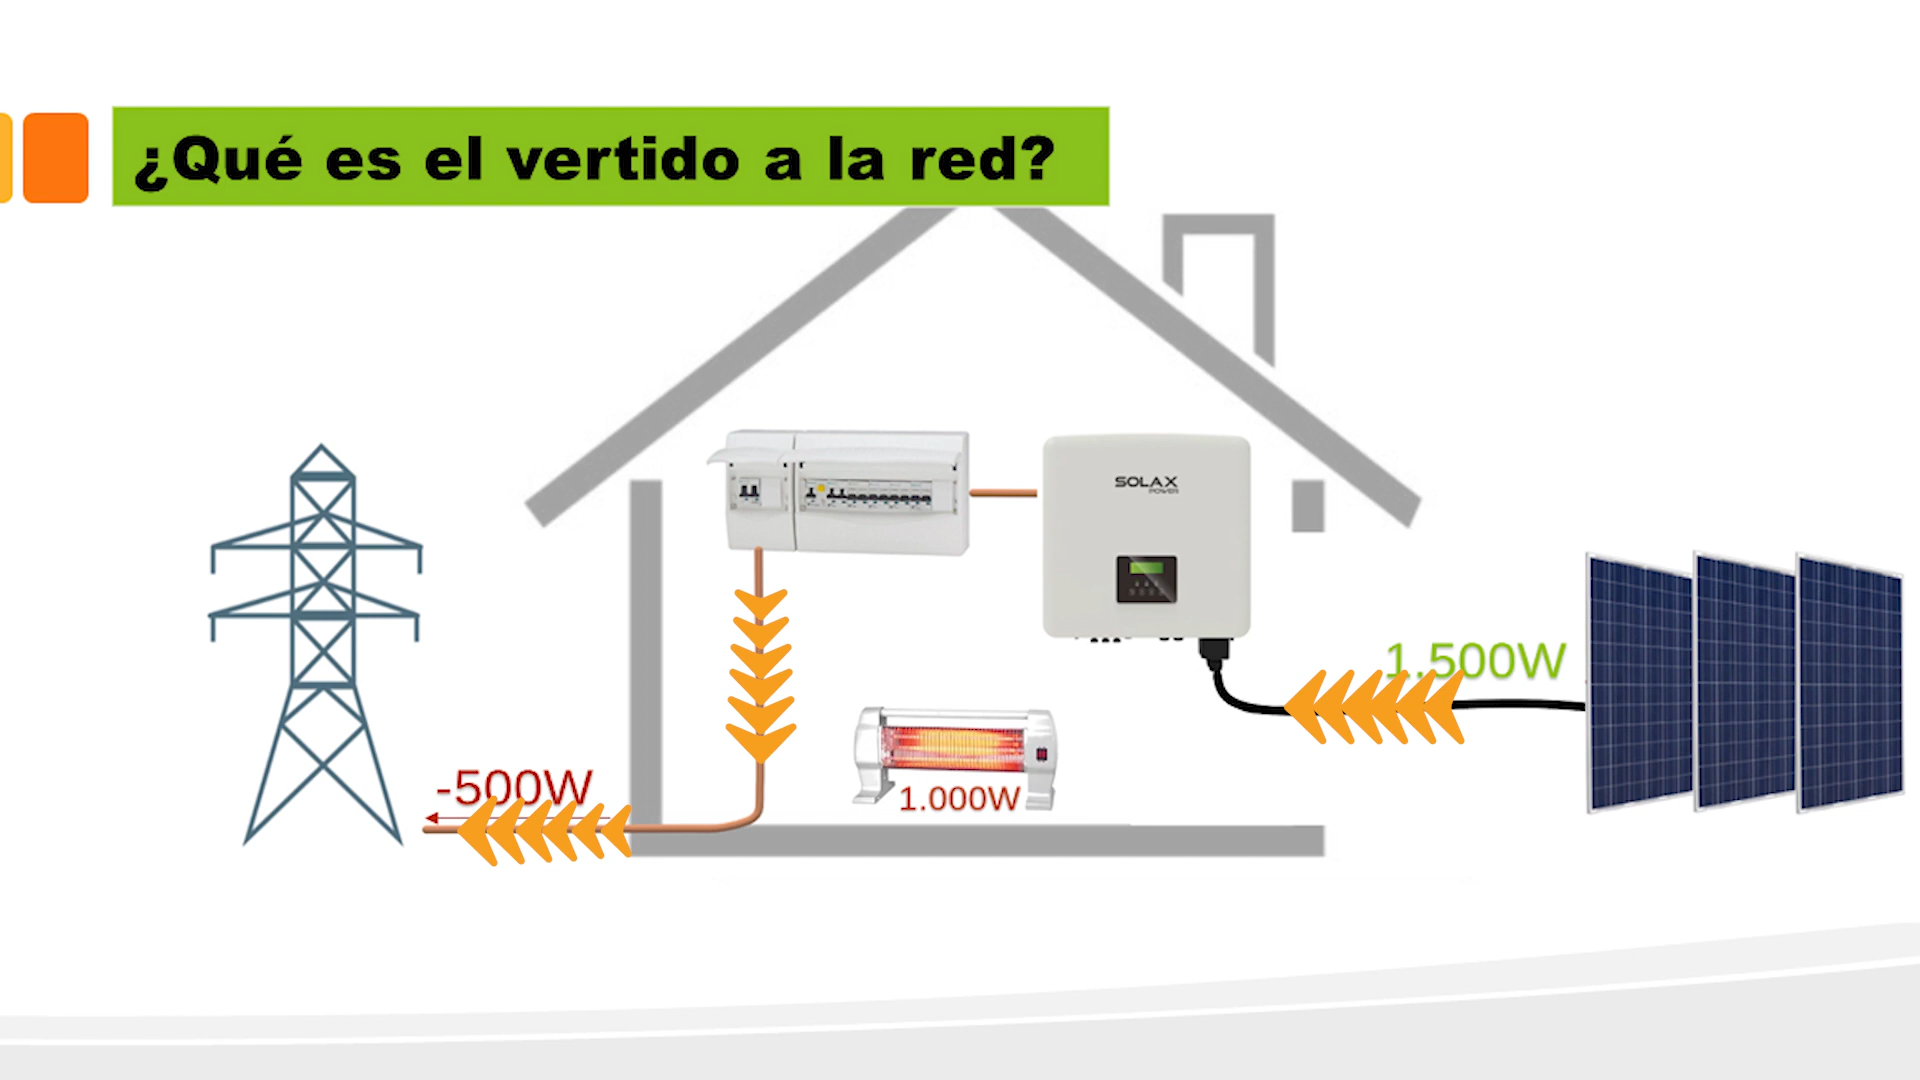 ¿Qué es el vertido a la red?
SOLAX
POWER
1.500W
-500W
1.000W